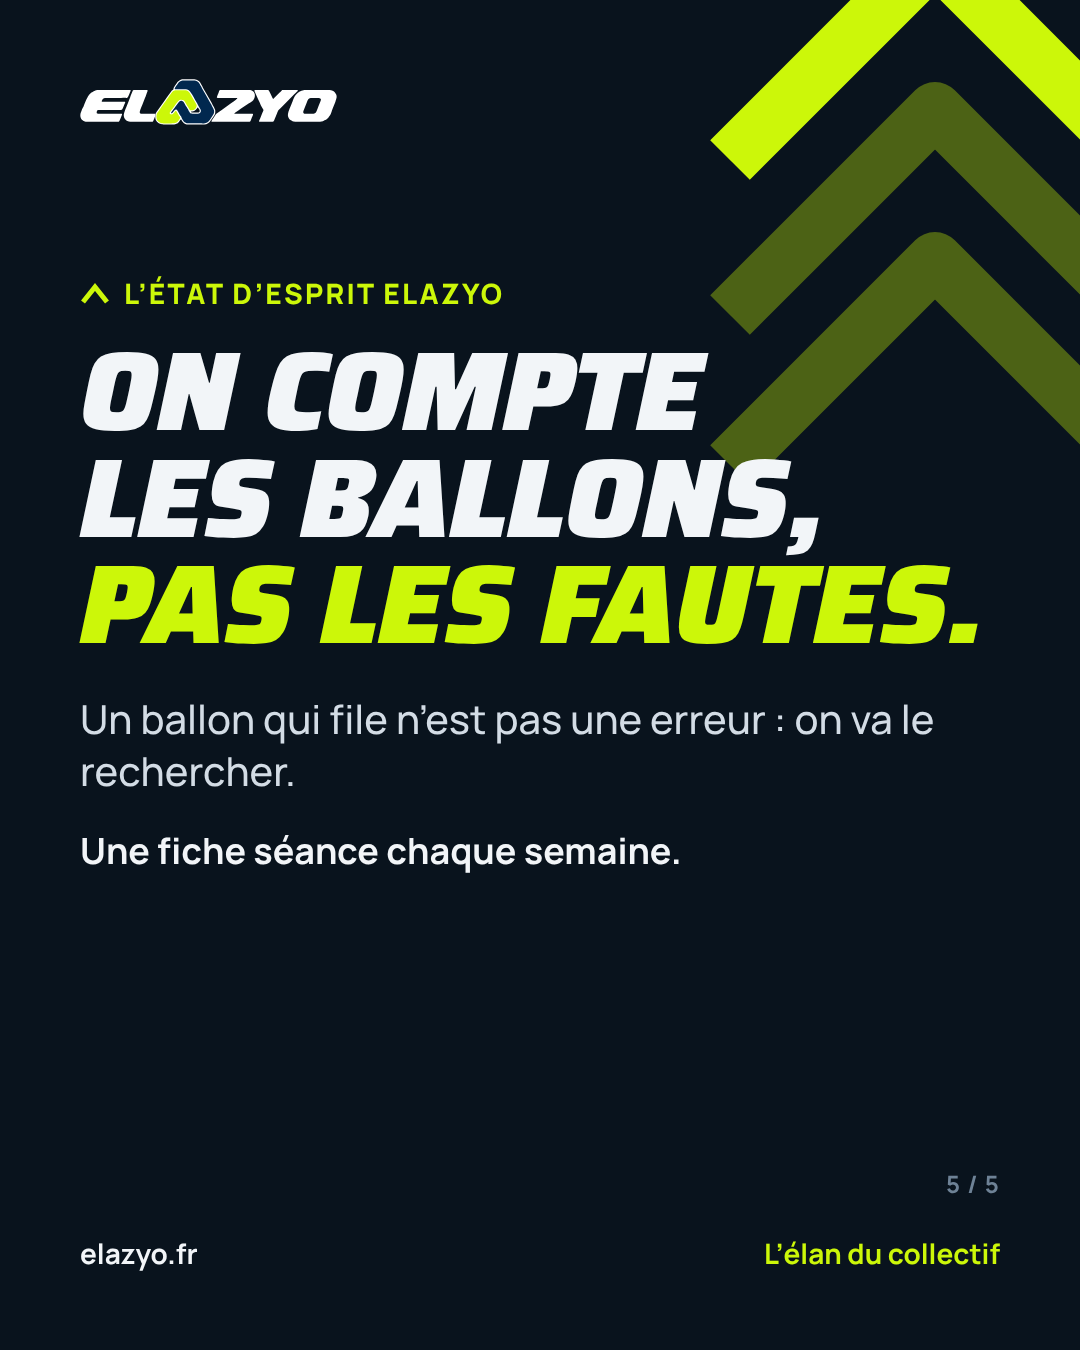 ELAZYO
L’ÉTAT D’ESPRIT ELAZYO
ON COMPTE
LES BALLONS,
PAS LES FAUTES.
Un ballon qui file n’est pas une erreur : on va le
rechercher.
Une fiche séance chaque semaine.
5 / 5
elazyo.fr
L’élan du collectif